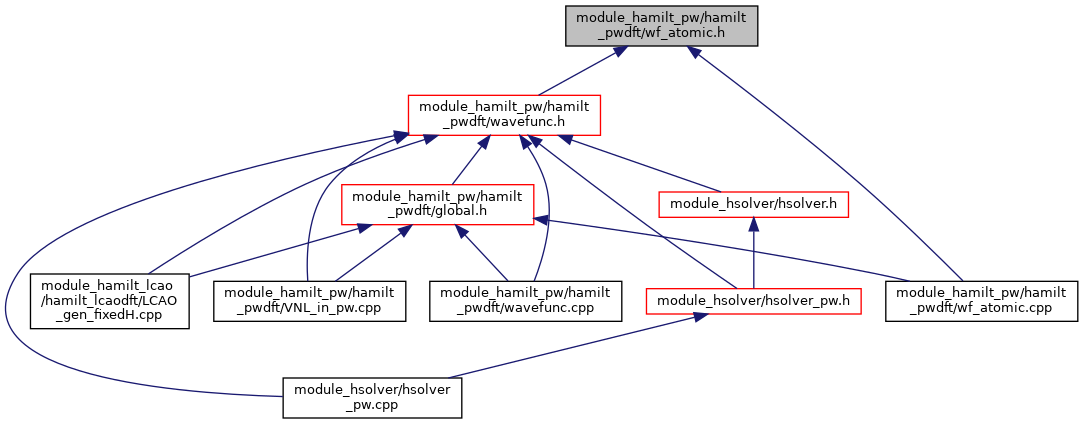 module_hamilt_pw/hamilt
_pwdft/wf_atomic.h
module_hamilt_pw/hamilt
_pwdft/wavefunc.h
module_hamilt_pw/hamilt
_pwdft/global.h
module_hsolver/hsolver.h
module_hamilt_lcao
/hamilt_lcaodft/LCAO
_gen_fixedH.cpp
module_hamilt_pw/hamilt
_pwdft/VNL_in_pw.cpp
module_hamilt_pw/hamilt
_pwdft/wavefunc.cpp
module_hsolver/hsolver_pw.h
module_hamilt_pw/hamilt
_pwdft/wf_atomic.cpp
module_hsolver/hsolver
_pw.cpp